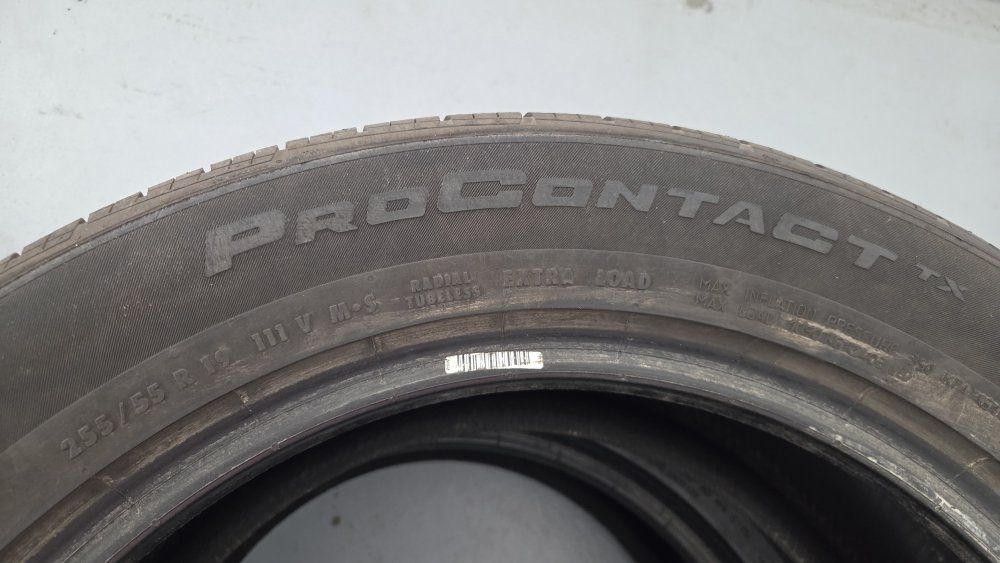 PROCONTACT TX
255/55 R 19 111 V M•S
RADIAL
TUBELESS
EXTRA LOAD
MAX INFLATION PRESSURE
MAX LOAD